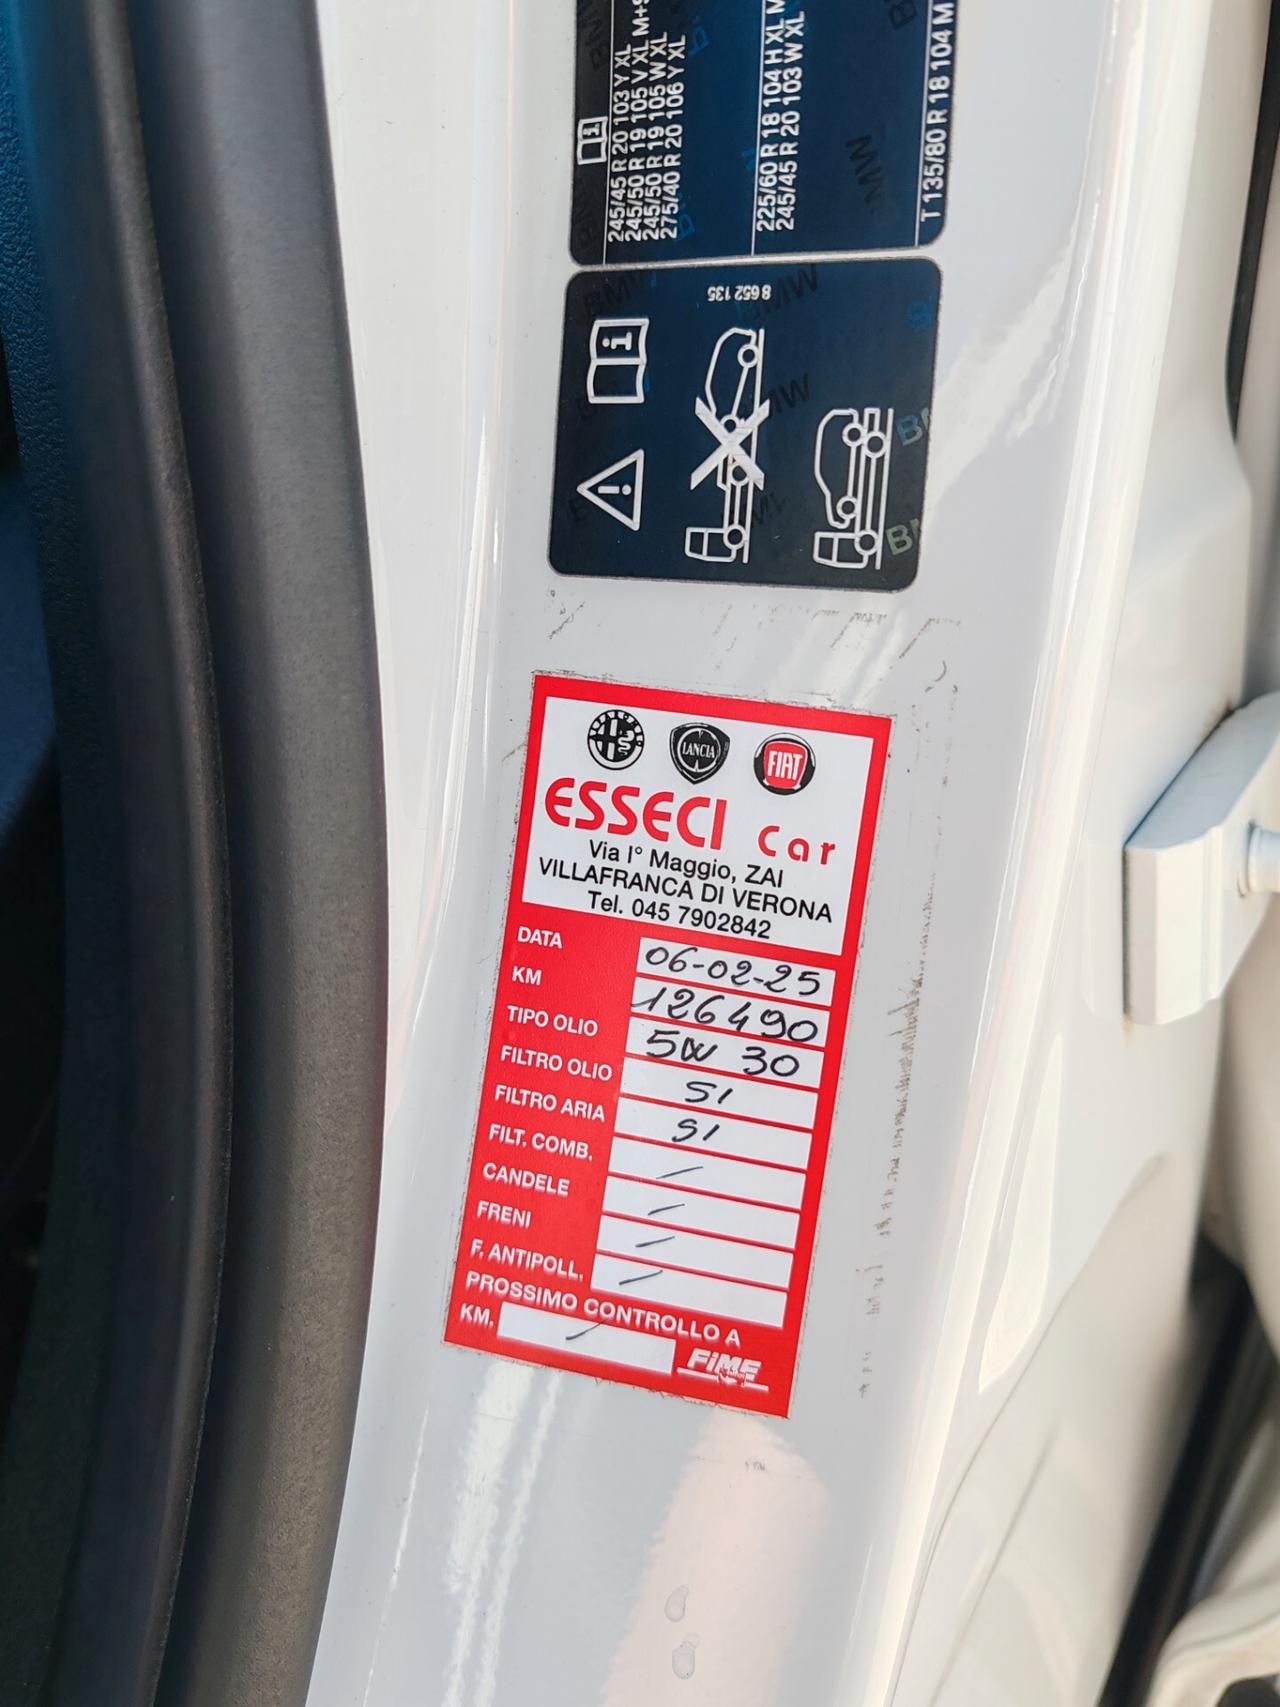 245/45 R 20 103 Y XL
245/50 R 19 105 V XL M+S
245/50 R 19 105 W XL
275/40 R 20 106 Y XL
225/60 R 18 104 H XL M
245/45 R 20 103 W XL
T 135/80 R 18 104 M
8 652 135
LANCIA
FIAT
ESSECI Car
Via I° Maggio, ZAI
VILLAFRANCA DI VERONA
Tel. 045 7902842
DATA 06-02-25
KM 126490
TIPO OLIO 5W 30
FILTRO OLIO SI
FILTRO ARIA SI
FILT. COMB. /
CANDELE /
FRENI /
F. ANTIPOLL. /
PROSSIMO CONTROLLO A
KM. /
FiME